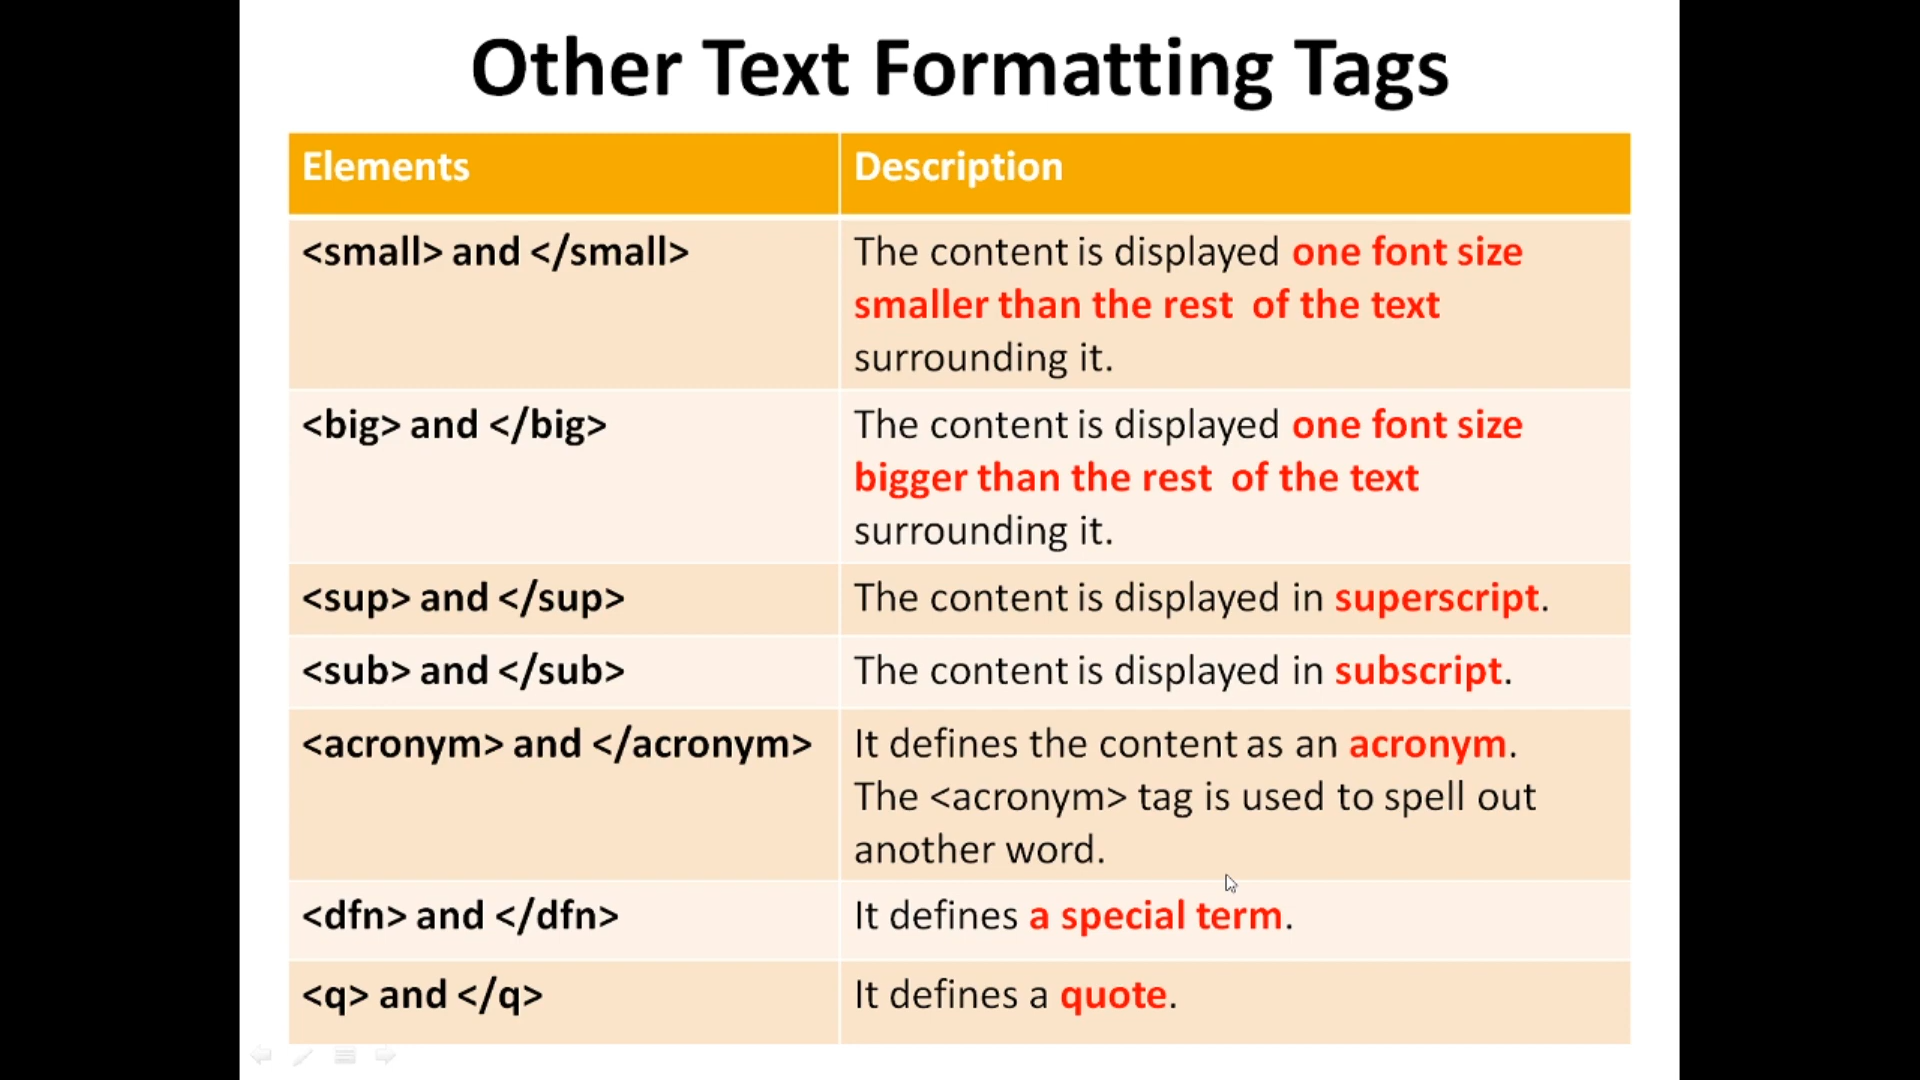 Other Text Formatting Tags
Elements
Description
<small> and </small>
The content is displayed one font size
smaller than the rest of the text
surrounding it.
<big> and </big>
The content is displayed one font size
bigger than the rest of the text
surrounding it.
<sup> and </sup>
The content is displayed in superscript.
<sub> and </sub>
The content is displayed in subscript.
<acronym> and </acronym>
It defines the content as an acronym.
The <acronym> tag is used to spell out
another word.
<dfn> and </dfn>
It defines a special term.
<q> and </q>
It defines a quote.